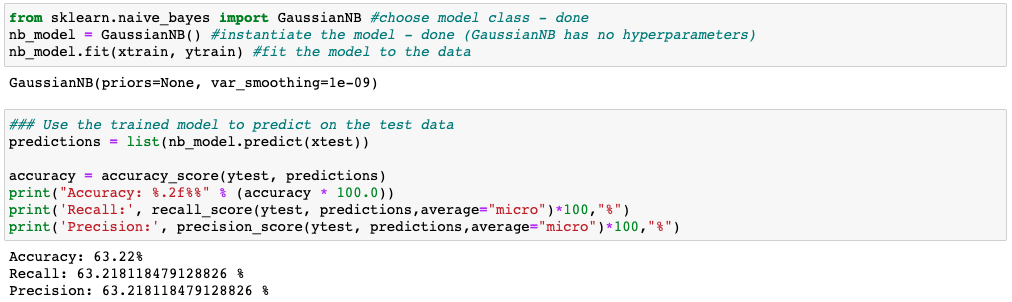 from sklearn.naive_bayes import GaussianNB #choose model class - done
nb_model = GaussianNB() #instantiate the model - done (GaussianNB has no hyperparameters)
nb_model.fit(xtrain, ytrain) #fit the model to the data
GaussianNB(priors=None, var_smoothing=1e-09)
### Use the trained model to predict on the test data
predictions = list(nb_model.predict(xtest))
accuracy = accuracy_score(ytest, predictions)
print("Accuracy: %.2f%%" % (accuracy * 100.0))
print('Recall:', recall_score(ytest, predictions,average="micro")*100,"%")
print('Precision:', precision_score(ytest, predictions,average="micro")*100,"%")
Accuracy: 63.22%
Recall: 63.218118479128826 %
Precision: 63.218118479128826 %